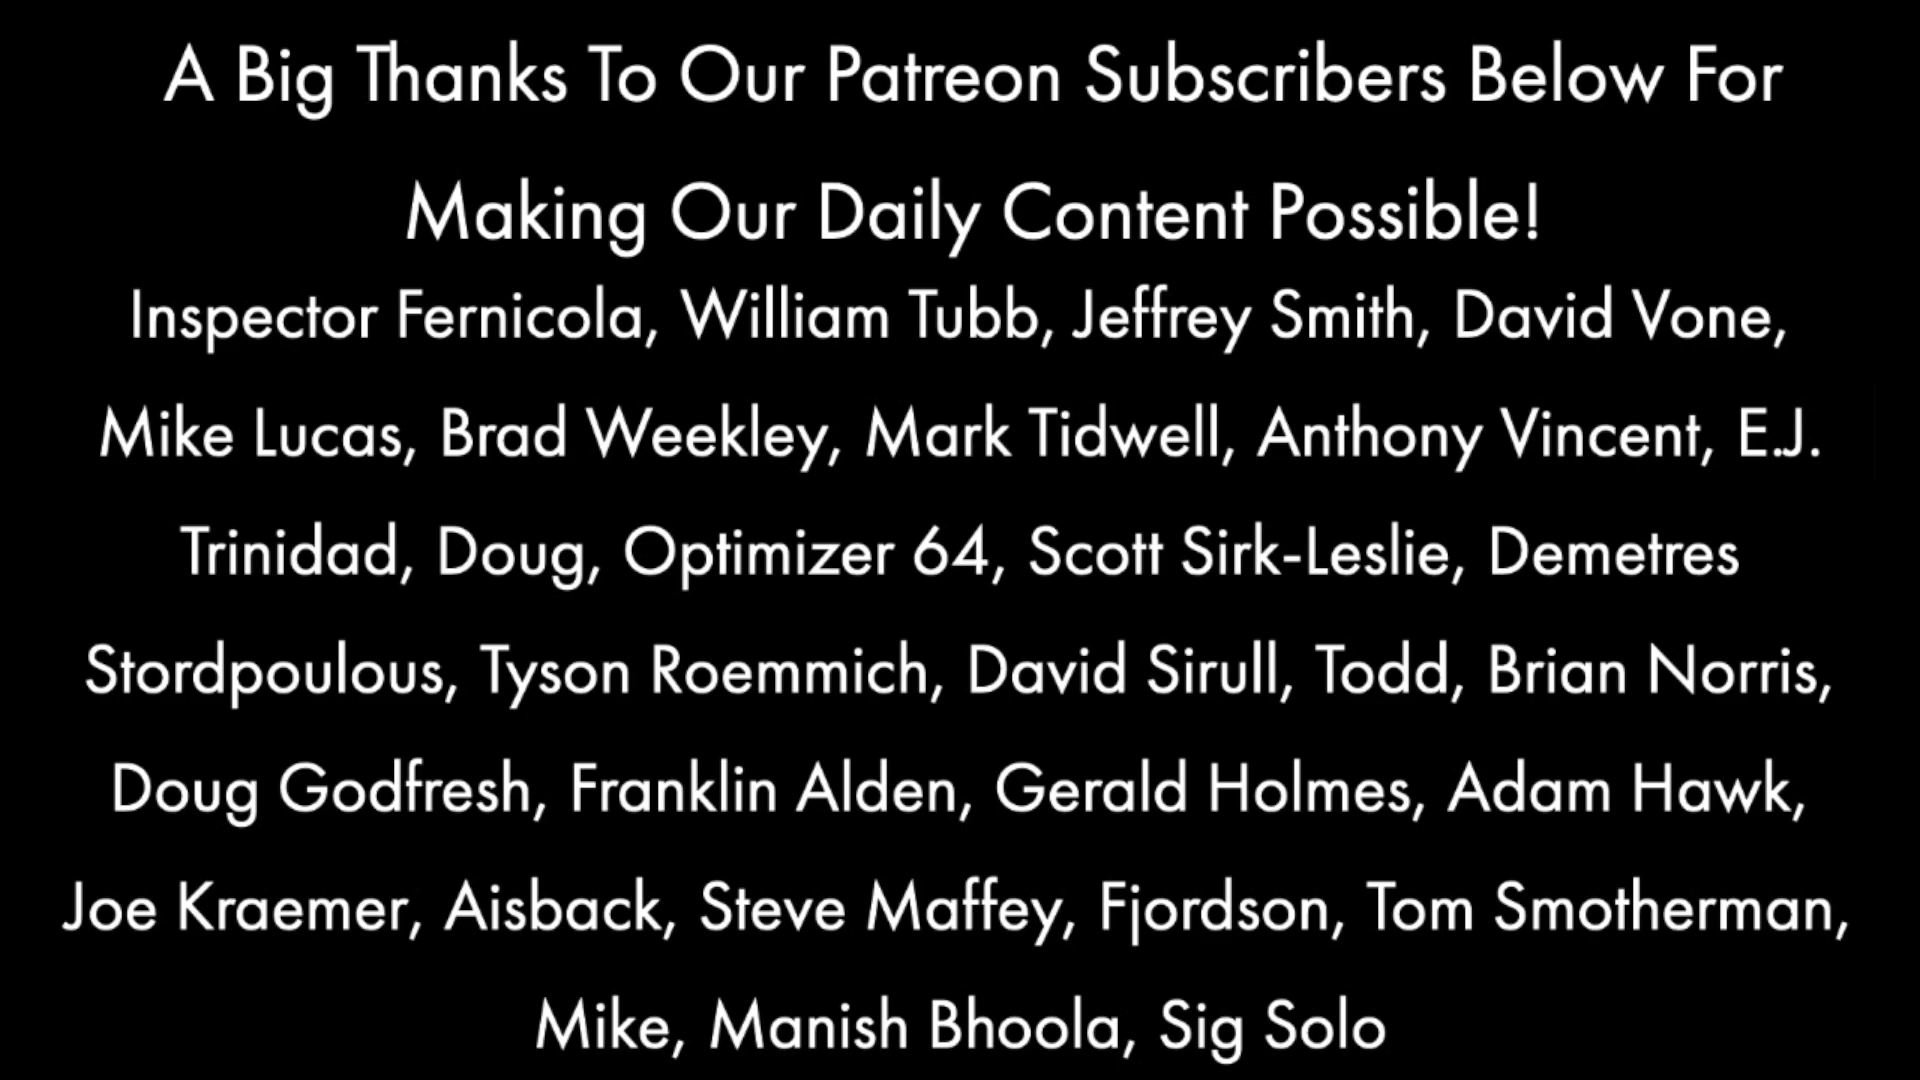 A Big Thanks To Our Patreon Subscribers Below For
Making Our Daily Content Possible!
Inspector Fernicola, William Tubb, Jeffrey Smith, David Vone,
Mike Lucas, Brad Weekley, Mark Tidwell, Anthony Vincent, E.J.
Trinidad, Doug, Optimizer 64, Scott Sirk-Leslie, Demetres
Stordpoulous, Tyson Roemmich, David Sirull, Todd, Brian Norris,
Doug Godfresh, Franklin Alden, Gerald Holmes, Adam Hawk,
Joe Kraemer, Aisback, Steve Maffey, Fjordson, Tom Smotherman,
Mike, Manish Bhoola, Sig Solo